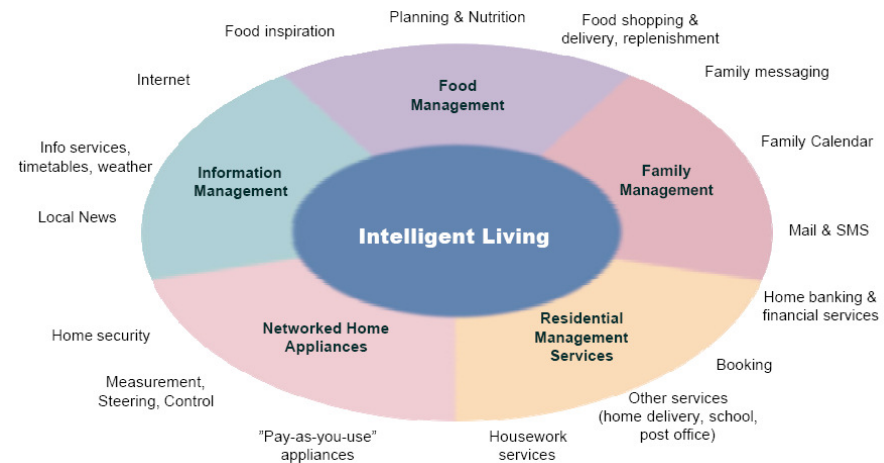 Planning & Nutrition
Food inspiration
Food shopping &
delivery, replenishment
Internet
Family messaging
Food
Management
Info services,
timetables, weather
Family Calendar
Information
Management
Family
Management
Local News
Intelligent Living
Mail & SMS
Home banking &
financial services
Networked Home
Appliances
Residential
Management
Services
Home security
Booking
Measurement,
Steering, Control
Other services
(home delivery, school,
post office)
”Pay-as-you-use”
appliances
Housework
services